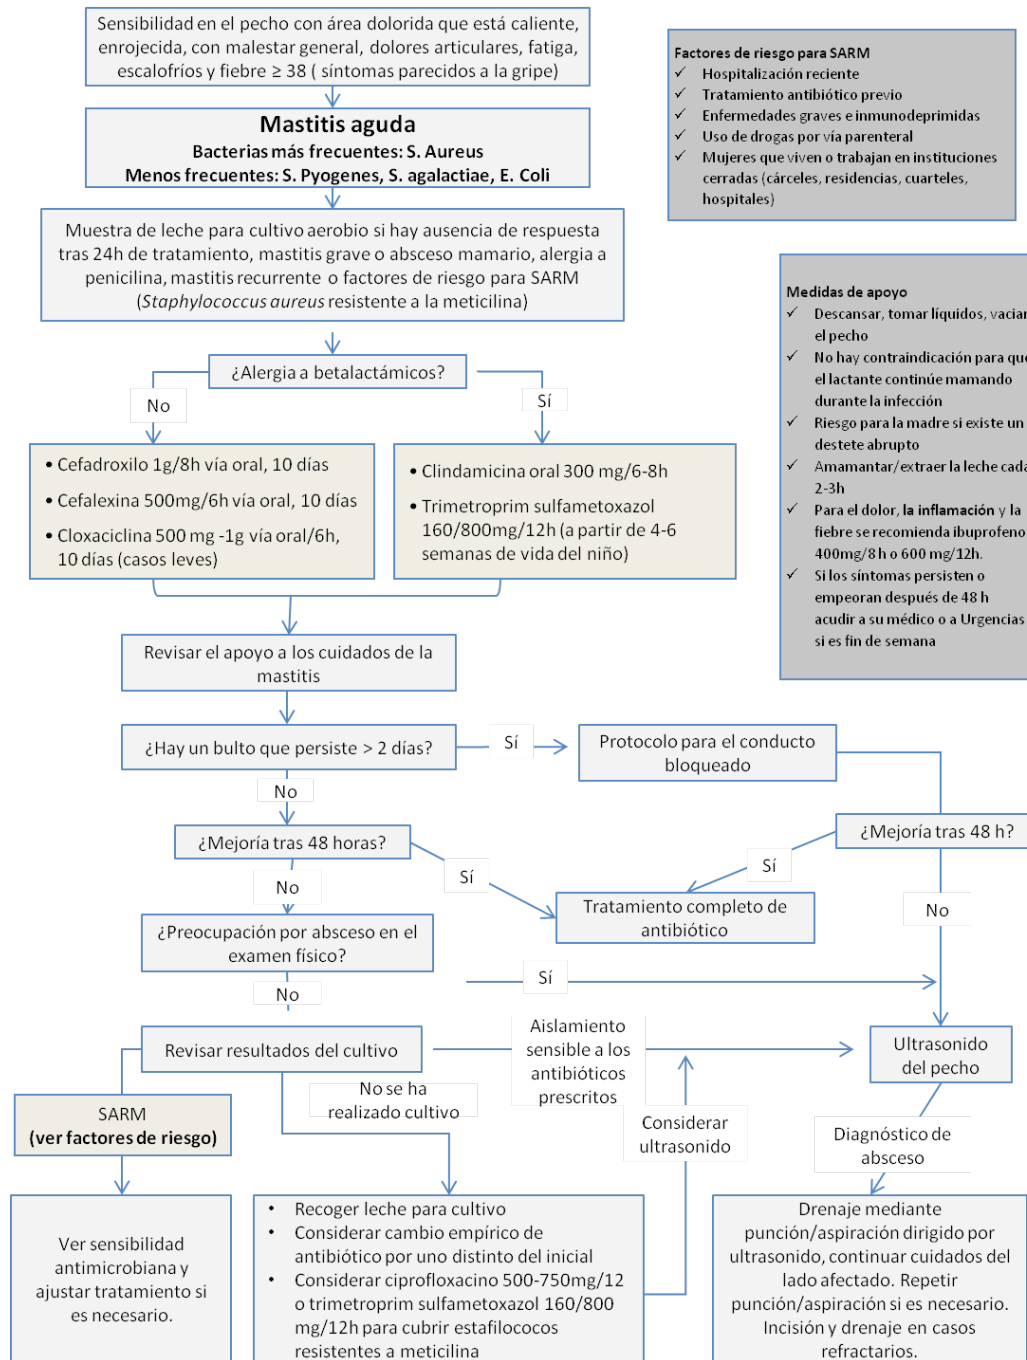 Sensibilidad en el pecho con área dolorida que está caliente,
enrojecida, con malestar general, dolores articulares, fatiga,
escalofríos y fiebre ≥ 38 ( síntomas parecidos a la gripe)
Mastitis aguda
Bacterias más frecuentes: S. Aureus
Menos frecuentes: S. Pyogenes, S. agalactiae, E. Coli
Muestra de leche para cultivo aerobio si hay ausencia de respuesta
tras 24h de tratamiento, mastitis grave o absceso mamario, alergia a
penicilina, mastitis recurrente o factores de riesgo para SARM
(Staphylococcus aureus resistente a la meticilina)
Factores de riesgo para SARM
✓ Hospitalización reciente
✓ Tratamiento antibiótico previo
✓ Enfermedades graves e inmunodeprimidas
✓ Uso de drogas por vía parenteral
✓ Mujeres que viven o trabajan en instituciones
cerradas (cárceles, residencias, cuarteles,
hospitales)
Medidas de apoyo
✓ Descansar, tomar líquidos, vaciar
el pecho
✓ No hay contraindicación para que
el lactante continúe mamando
durante la infección
✓ Riesgo para la madre si existe un
destete abrupto
✓ Amamantar/extraer la leche cada
2-3h
✓ Para el dolor, la inflamación y la
fiebre se recomienda ibuprofeno
400mg/8 h o 600 mg/12h.
✓ Si los síntomas persisten o
empeoran después de 48 h
acudir a su médico o a Urgencias
si es fin de semana
¿Alergia a betalactámicos?
No
Sí
• Cefadroxilo 1g/8h vía oral, 10 días
• Cefalexina 500mg/6h vía oral, 10 días
• Cloxaciclina 500 mg -1g vía oral/6h,
10 días (casos leves)
• Clindamicina oral 300 mg/6-8h
• Trimetroprim sulfametoxazol
160/800mg/12h (a partir de 4-6
semanas de vida del niño)
Revisar el apoyo a los cuidados de la
mastitis
¿Hay un bulto que persiste > 2 días?
Sí
Protocolo para el conducto
bloqueado
No
¿Mejoría tras 48 horas?
¿Mejoría tras 48 h?
Sí
Sí
No
Tratamiento completo de
antibiótico
No
¿Preocupación por absceso en el
examen físico?
Sí
No
Revisar resultados del cultivo
Aislamiento
sensible a los
antibióticos
prescritos
Ultrasonido
del pecho
No se ha
realizado cultivo
Considerar
ultrasonido
SARM
(ver factores de riesgo)
Diagnóstico de
absceso
Ver sensibilidad
antimicrobiana y
ajustar tratamiento si
es necesario.
• Recoger leche para cultivo
• Considerar cambio empírico de
antibiótico por uno distinto del inicial
• Considerar ciprofloxacino 500-750mg/12
o trimetroprim sulfametoxazol 160/800
mg/12h para cubrir estafilococos
resistentes a meticilina
Drenaje mediante
punción/aspiración dirigido por
ultrasonido, continuar cuidados del
lado afectado. Repetir
punción/aspiración si es necesario.
Incisión y drenaje en casos
refractarios.